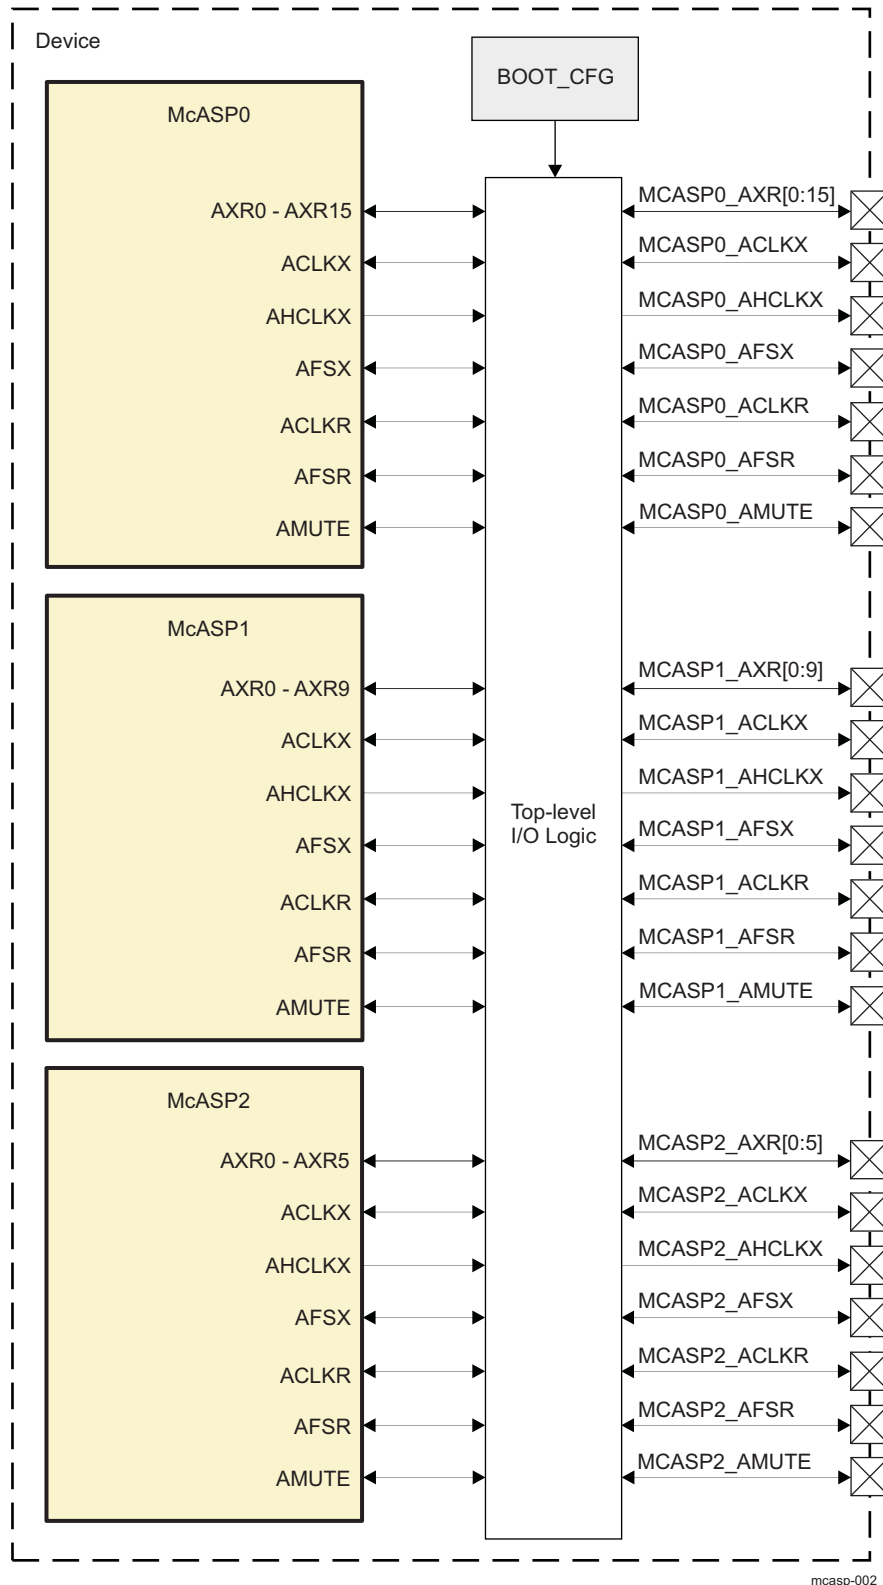 Device
BOOT_CFG
McASP0
AXR0 - AXR15
MCASP0_AXR[0:15]
ACLKX
MCASP0_ACLKX
AHCLKX
MCASP0_AHCLKX
AFSX
MCASP0_AFSX
ACLKR
MCASP0_ACLKR
AFSR
MCASP0_AFSR
AMUTE
MCASP0_AMUTE
McASP1
AXR0 - AXR9
MCASP1_AXR[0:9]
ACLKX
MCASP1_ACLKX
AHCLKX
MCASP1_AHCLKX
Top-level
I/O Logic
AFSX
MCASP1_AFSX
ACLKR
MCASP1_ACLKR
AFSR
MCASP1_AFSR
AMUTE
MCASP1_AMUTE
McASP2
AXR0 - AXR5
MCASP2_AXR[0:5]
ACLKX
MCASP2_ACLKX
AHCLKX
MCASP2_AHCLKX
AFSX
MCASP2_AFSX
ACLKR
MCASP2_ACLKR
AFSR
MCASP2_AFSR
AMUTE
MCASP2_AMUTE
mcasp-002